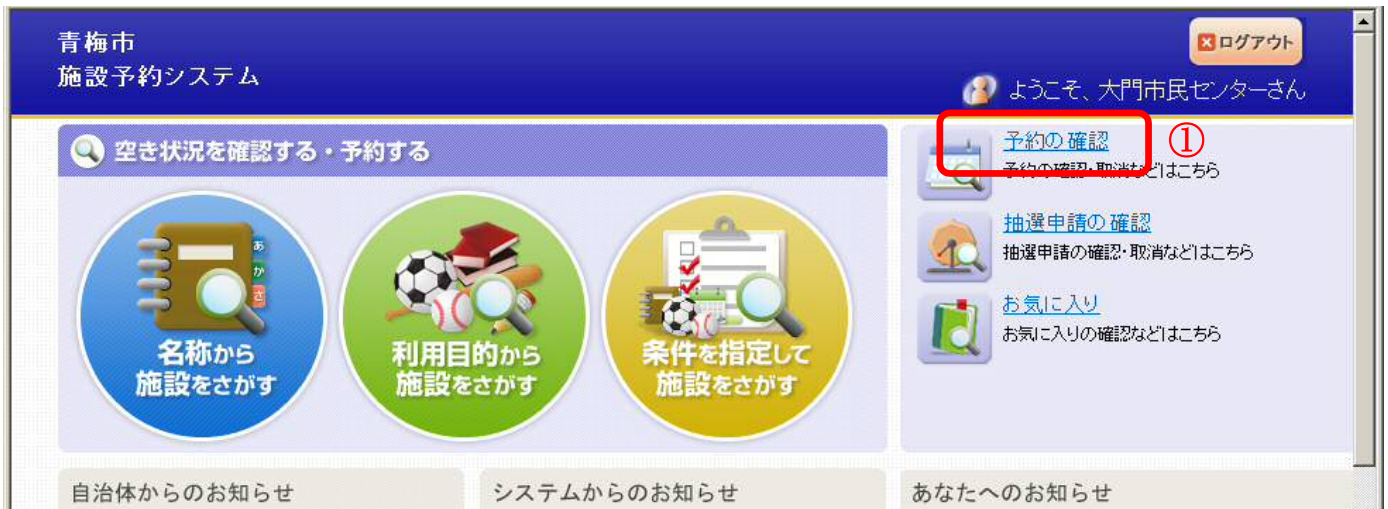 青梅市
施設予約システム
ログアウト
ようこそ、大門市民センターさん
空き状況を確認する・予約する
あ
か
さ
名称から
施設をさがす
利用目的から
施設をさがす
条件を指定して
施設をさがす
予約の確認
①
予約の確認・取消などはこちら
抽選申請の確認
抽選申請の確認・取消などはこちら
お気に入り
お気に入りの確認などはこちら
自治体からのお知らせ
システムからのお知らせ
あなたへのお知らせ